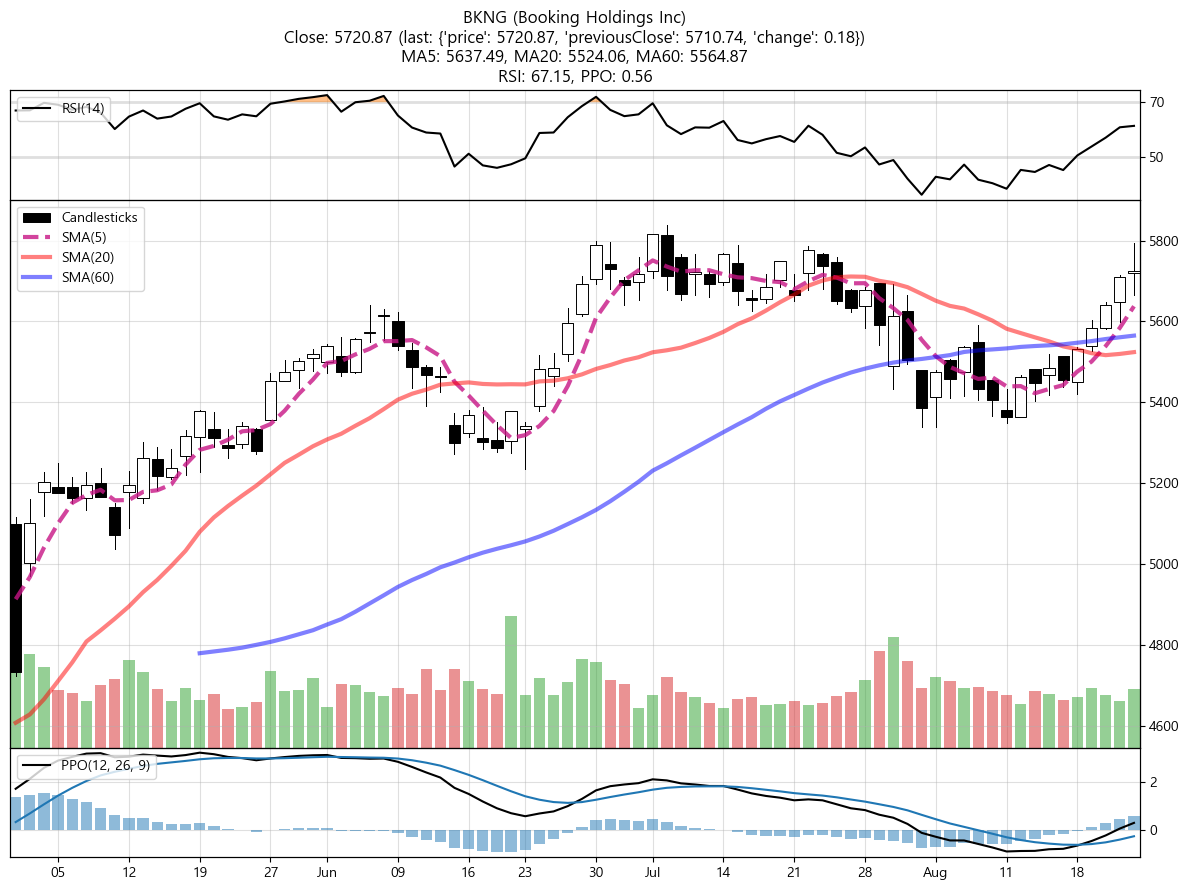 BKNG (Booking Holdings Inc)
Close: 5720.87 (last: {'price': 5720.87, 'previousClose': 5710.74, 'change': 0.18})
MA5: 5637.49, MA20: 5524.06, MA60: 5564.87
RSI: 67.15, PPO: 0.56
RSI(14)
70
50
Candlesticks
SMA(5)
SMA(20)
SMA(60)
5800
5600
5400
5200
5000
4800
4600
PPO(12, 26, 9)
2
0
05 12 19 27 Jun 09 16 23 30 Jul 14 21 28 Aug 11 18